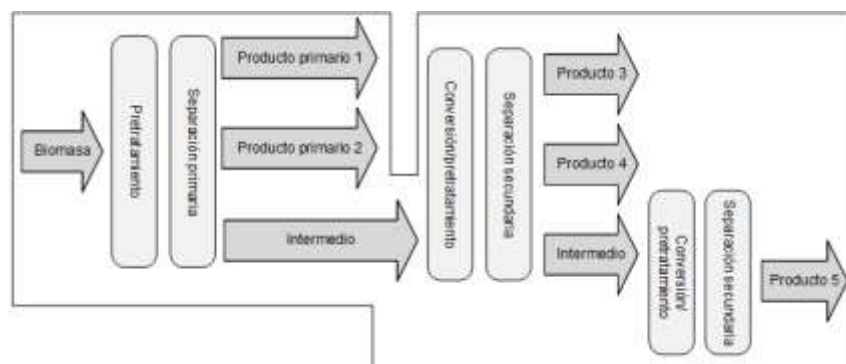 Biomasa
Pretratamiento
Separación primaria
Producto primario 1
Producto primario 2
Intermedio
Conversión/pretratamiento
Separación secundaria
Producto 3
Producto 4
Intermedio
Conversión/
pretratamiento
Separación secundaria
Producto 5